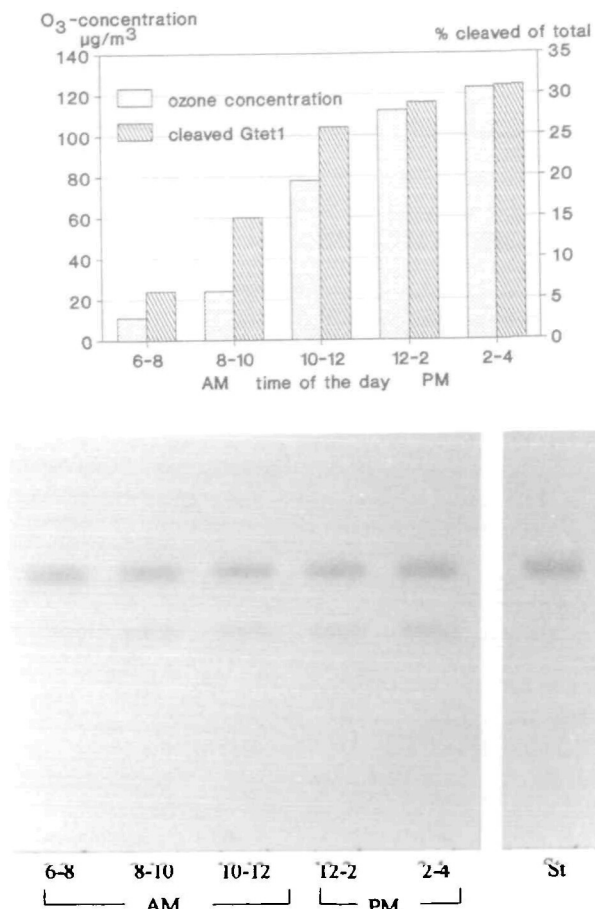 O3-concentration
µg/m3
% cleaved of total
140
120
100
80
60
40
20
0
ozone concentration
cleaved Gtet1
35
30
25
20
15
10
5
0
6-8 8-10 10-12 12-2 2-4
AM time of the day PM
6-8 8-10 10-12 12-2 2-4 St
AM PM